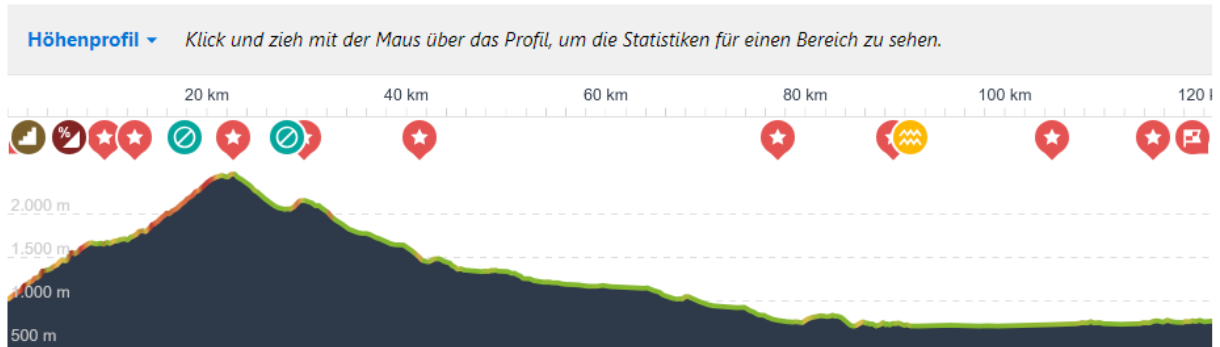 Höhenprofil Klick und zieh mit der Maus über das Profil, um die Statistiken für einen Bereich zu sehen.
20 km 40 km 60 km 80 km 100 km 120 k
%
2.000 m
1.500 m
1.000 m
500 m